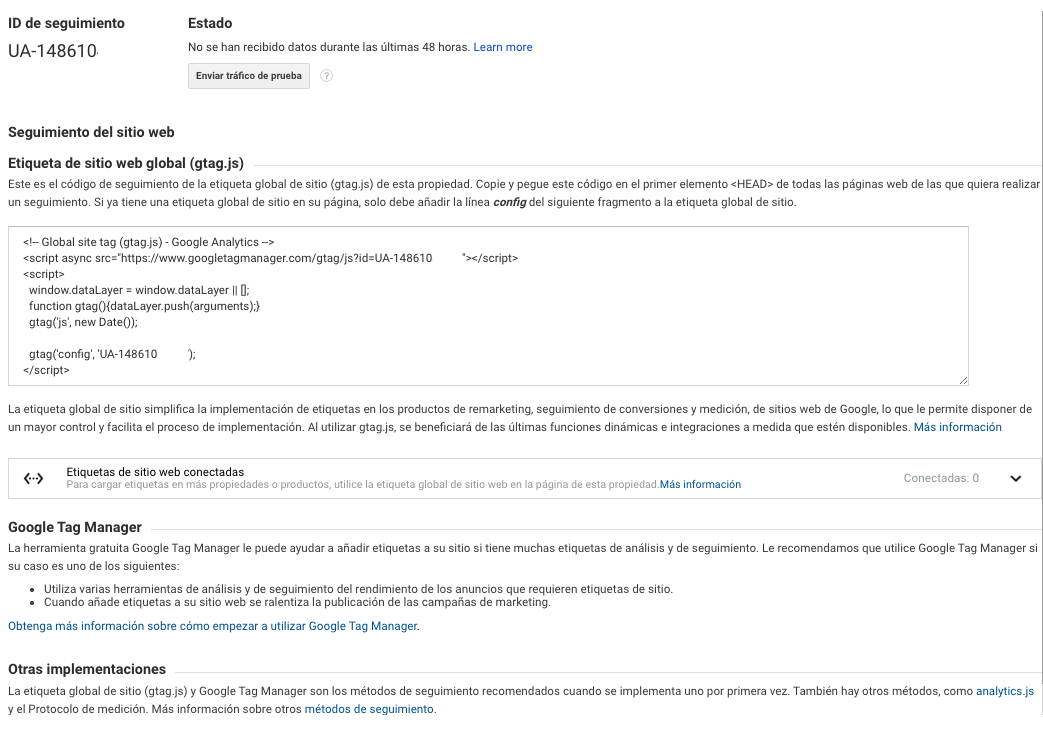 ID de seguimiento
Estado
UA-148610
No se han recibido datos durante las últimas 48 horas. Learn more
Enviar tráfico de prueba ?
Seguimiento del sitio web
Etiqueta de sitio web global (gtag.js)
Este es el código de seguimiento de la etiqueta global de sitio (gtag.js) de esta propiedad. Copie y pegue este código en el primer elemento <HEAD> de todas las páginas web de las que quiera realizar
un seguimiento. Si ya tiene una etiqueta global de sitio en su página, solo debe añadir la línea config del siguiente fragmento a la etiqueta global de sitio.
<!-- Global site tag (gtag.js) - Google Analytics -->
<script async src="https://www.googletagmanager.com/gtag/js?id=UA-148610 "></script>
<script>
window.dataLayer = window.dataLayer || [];
function gtag(){dataLayer.push(arguments);}
gtag('js', new Date());
gtag('config', 'UA-148610 ');
</script>
La etiqueta global de sitio simplifica la implementación de etiquetas en los productos de remarketing, seguimiento de conversiones y medición, de sitios web de Google, lo que le permite disponer de
un mayor control y facilita el proceso de implementación. Al utilizar gtag.js, se beneficiará de las últimas funciones dinámicas e integraciones a medida que estén disponibles. Más información
Etiquetas de sitio web conectadas
Para cargar etiquetas en más propiedades o productos, utilice la etiqueta global de sitio web en la página de esta propiedad.Más información
Conectadas: 0
Google Tag Manager
La herramienta gratuita Google Tag Manager le puede ayudar a añadir etiquetas a su sitio si tiene muchas etiquetas de análisis y de seguimiento. Le recomendamos que utilice Google Tag Manager si
su caso es uno de los siguientes:
• Utiliza varias herramientas de análisis y de seguimiento del rendimiento de los anuncios que requieren etiquetas de sitio.
• Cuando añade etiquetas a su sitio web se ralentiza la publicación de las campañas de marketing.
Obtenga más información sobre cómo empezar a utilizar Google Tag Manager.
Otras implementaciones
La etiqueta global de sitio (gtag.js) y Google Tag Manager son los métodos de seguimiento recomendados cuando se implementa uno por primera vez. También hay otros métodos, como analytics.js
y el Protocolo de medición. Más información sobre otros métodos de seguimiento.